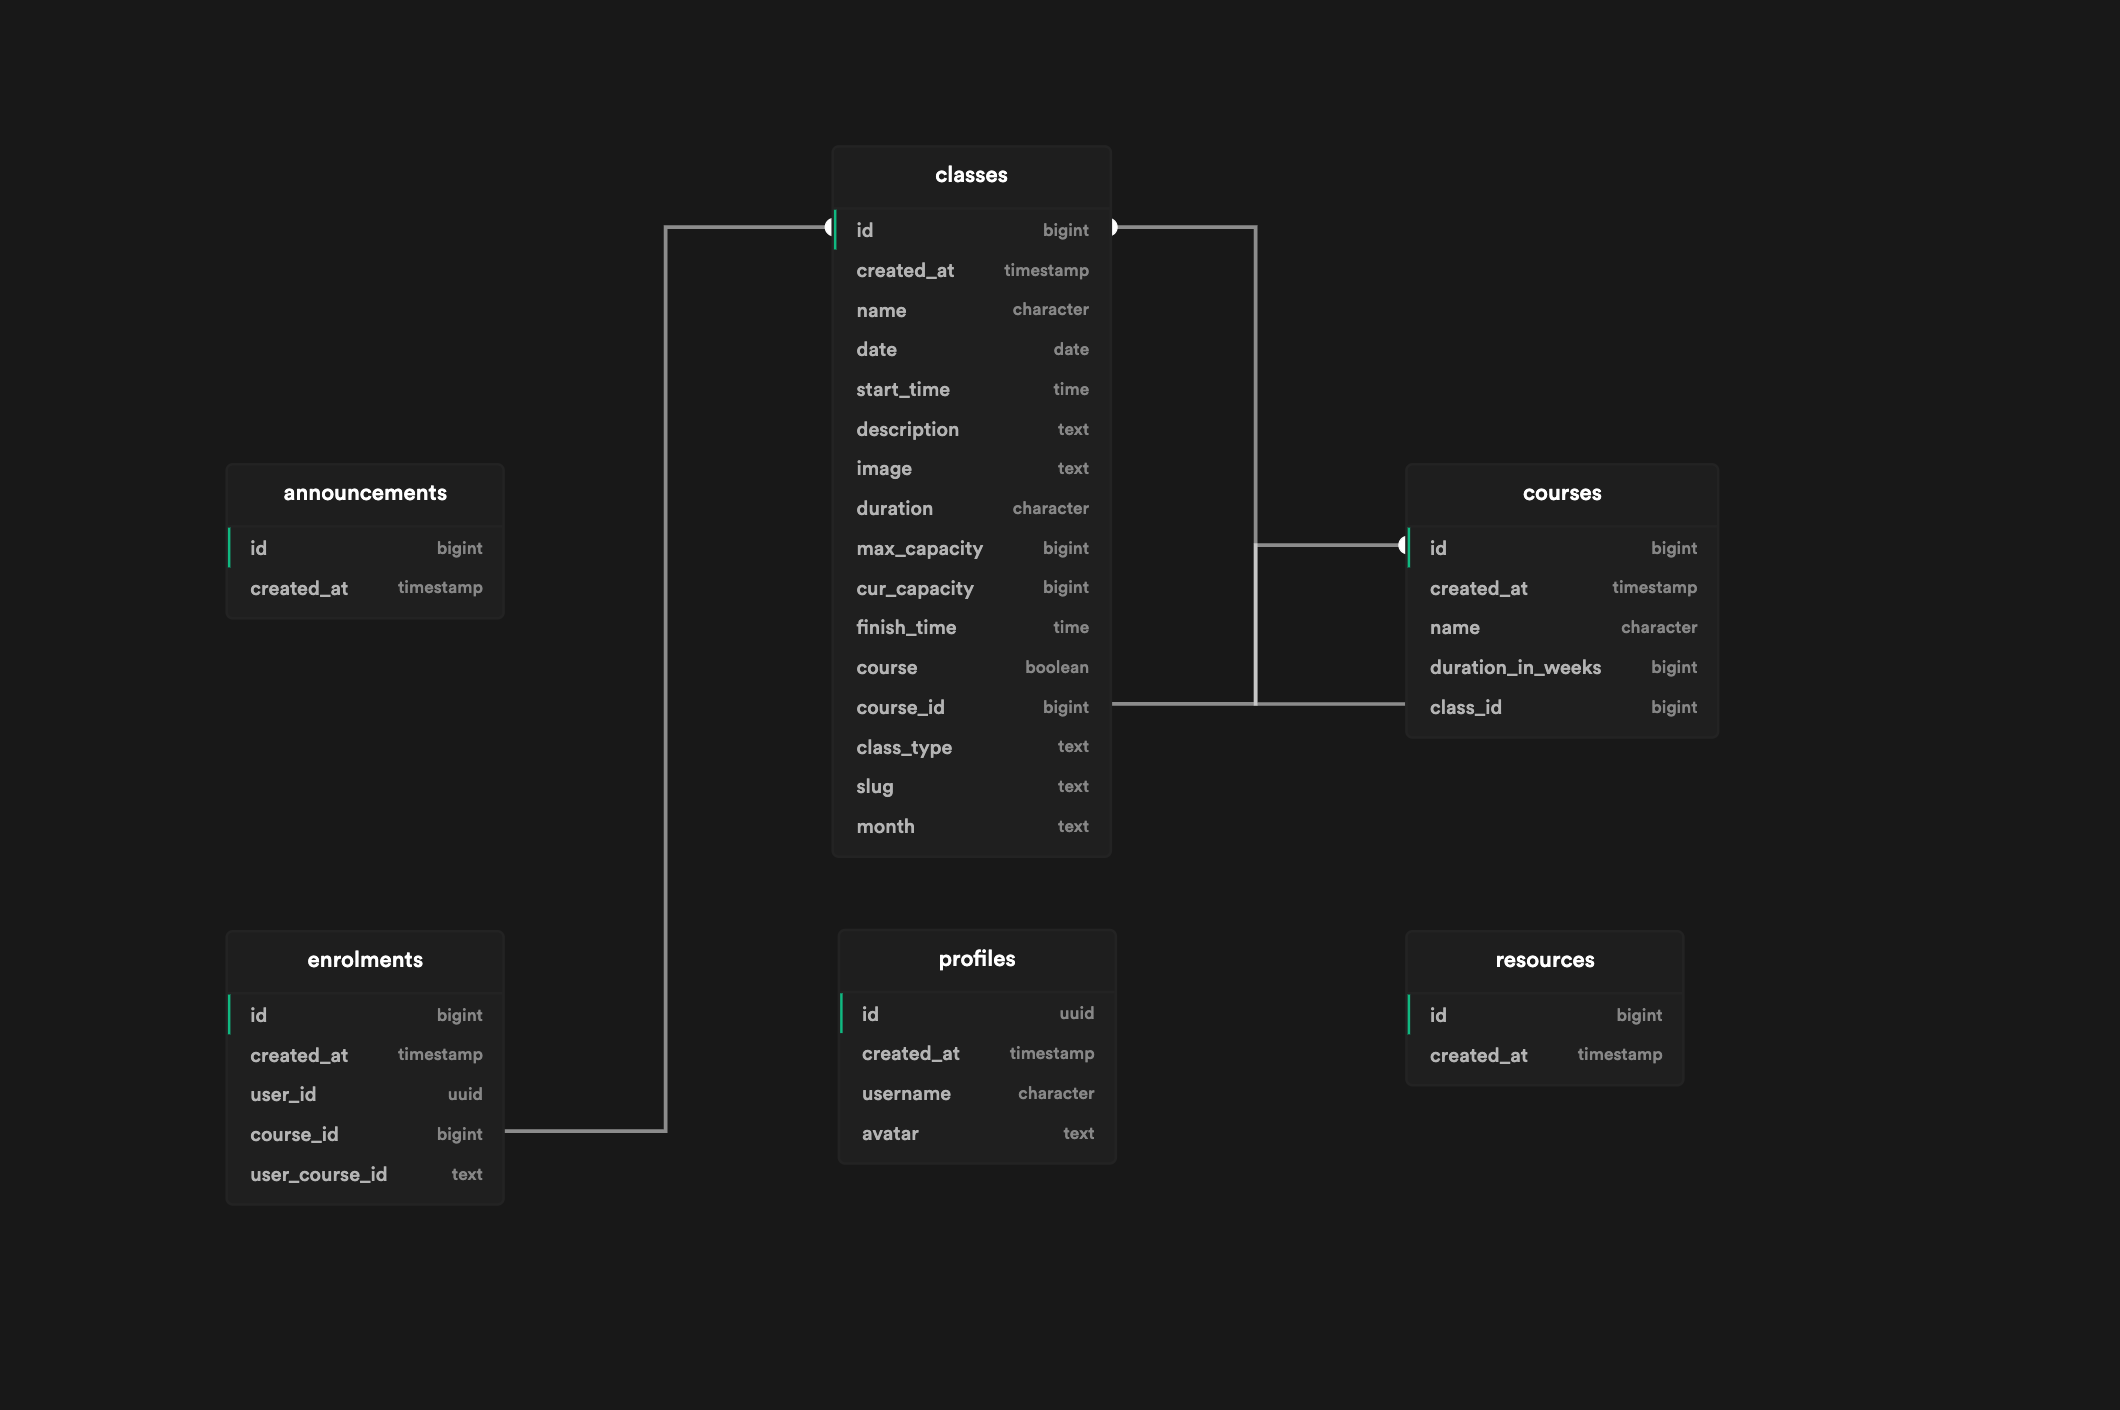 classes
id bigint
created_at timestamp
name character
date date
start_time time
description text
image text
duration character
max_capacity bigint
cur_capacity bigint
finish_time time
course boolean
course_id bigint
class_type text
slug text
month text
announcements
id bigint
created_at timestamp
courses
id bigint
created_at timestamp
name character
duration_in_weeks bigint
class_id bigint
enrolments
id bigint
created_at timestamp
user_id uuid
course_id bigint
user_course_id text
profiles
id uuid
created_at timestamp
username character
avatar text
resources
id bigint
created_at timestamp